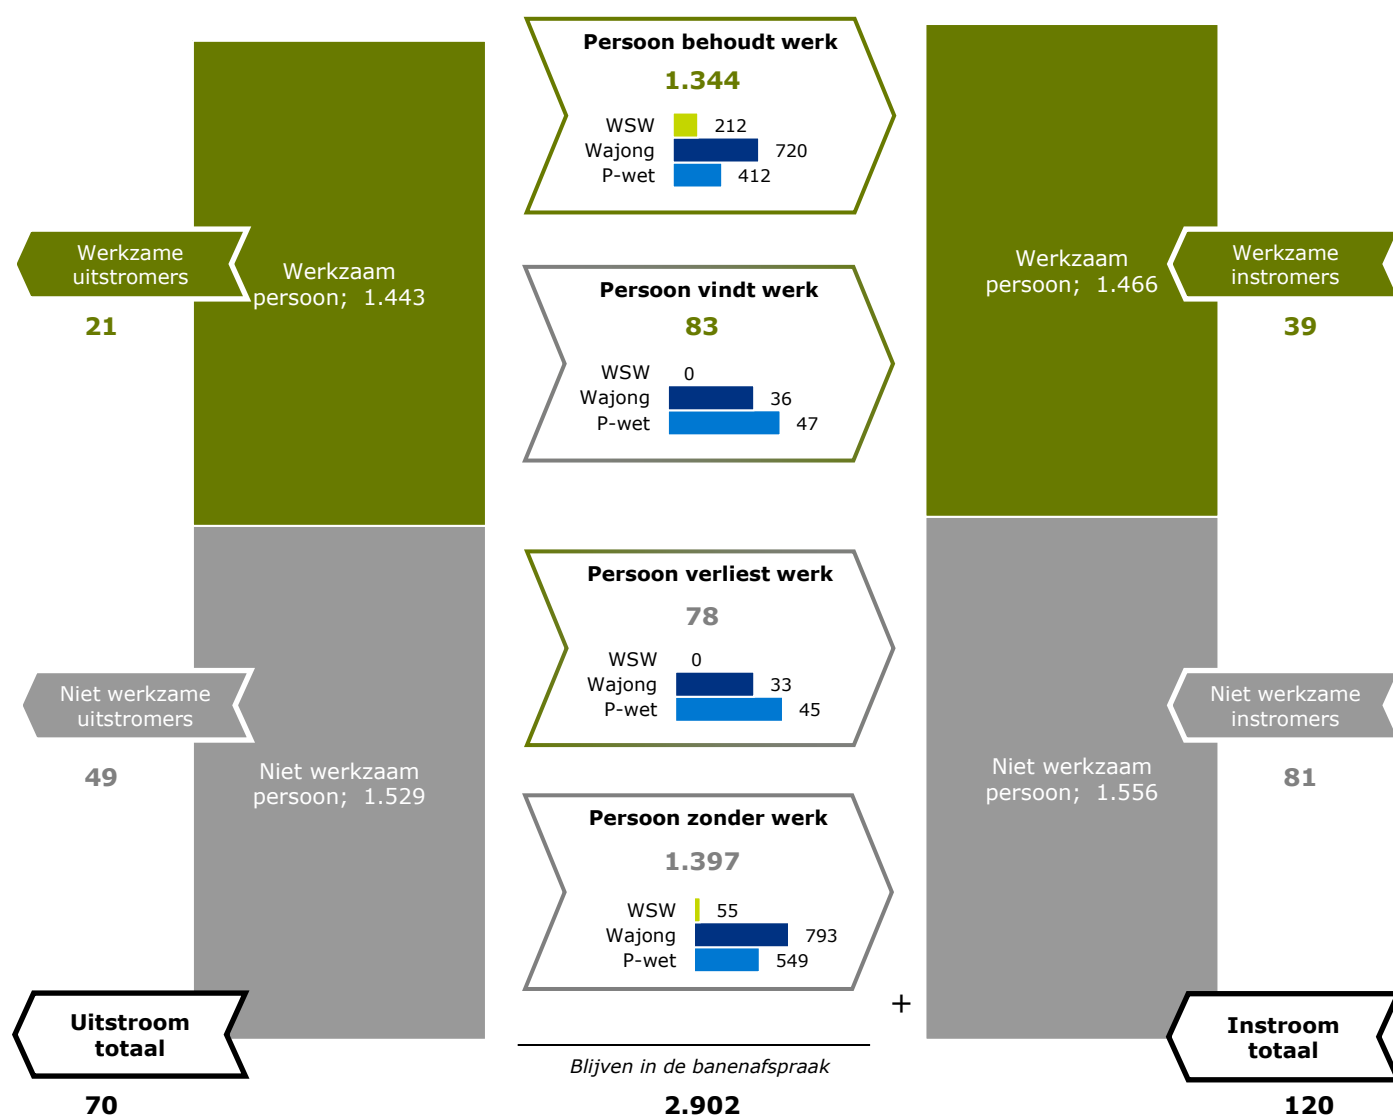 Werkzame
uitstromers
21
Werkzaam
persoon; 1.443
Niet werkzame
uitstromers
49
Niet werkzaam
persoon; 1.529
Uitstroom
totaal
70
Persoon behoudt werk
1.344
WSW 212
Wajong 720
P-wet 412
Persoon vindt werk
83
WSW 0
Wajong 36
P-wet 47
Persoon verliest werk
78
WSW 0
Wajong 33
P-wet 45
Persoon zonder werk
1.397
WSW 55
Wajong 793
P-wet 549
+
Blijven in de banenafspraak
2.902
Werkzaam
persoon; 1.466
Werkzame
instromers
39
Niet werkzaam
persoon; 1.556
Niet werkzame
instromers
81
Instroom
totaal
120